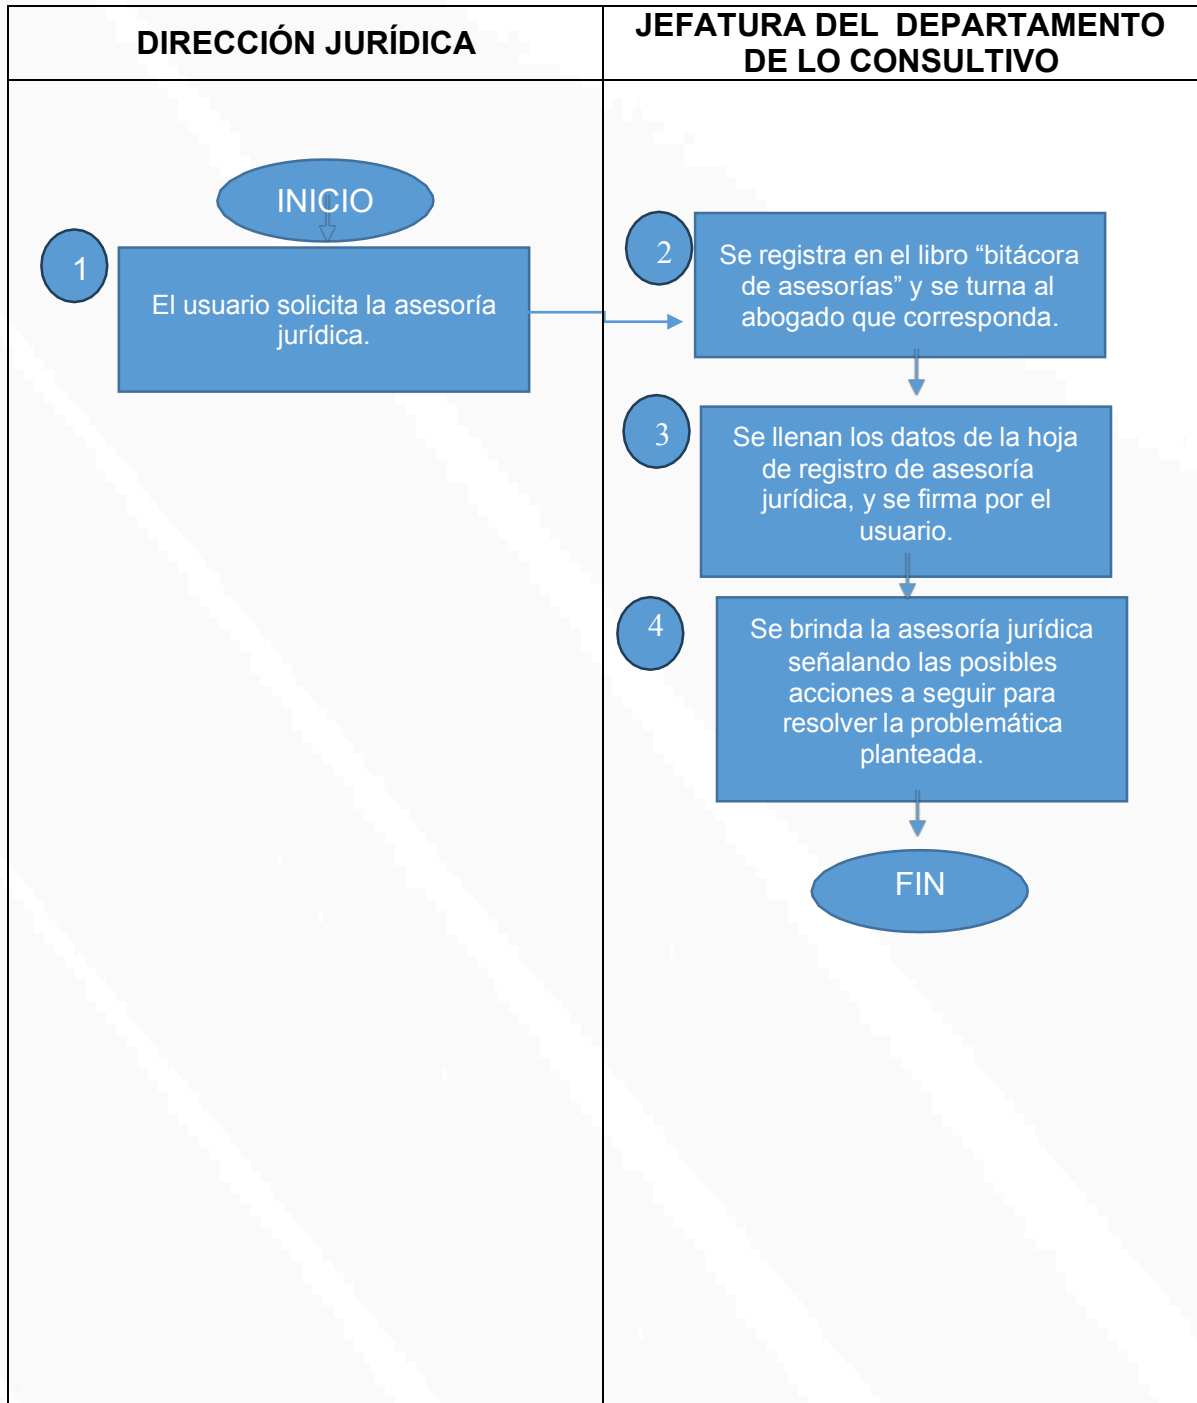 DIRECCIÓN JURÍDICA
JEFATURA DEL DEPARTAMENTO
DE LO CONSULTIVO
INICIO
1
El usuario solicita la asesoría
jurídica.
2
Se registra en el libro “bitácora
de asesorías” y se turna al
abogado que corresponda.
3
Se llenan los datos de la hoja
de registro de asesoría
jurídica, y se firma por el
usuario.
4
Se brinda la asesoría jurídica
señalando las posibles
acciones a seguir para
resolver la problemática
planteada.
FIN